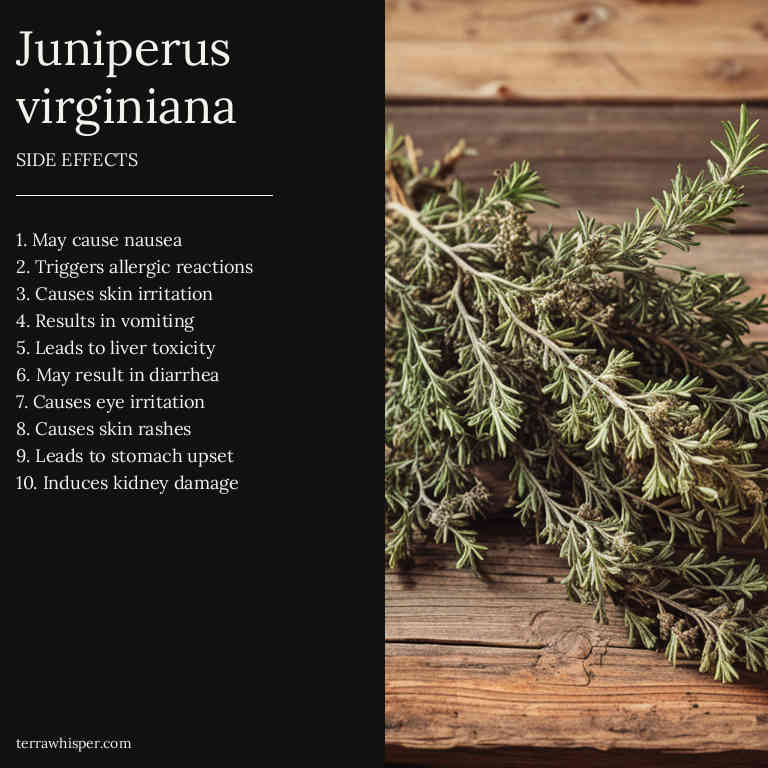 Juniperus
virginiana
SIDE EFFECTS
1. May cause nausea
2. Triggers allergic reactions
3. Causes skin irritation
4. Results in vomiting
5. Leads to liver toxicity
6. May result in diarrhea
7. Causes eye irritation
8. Causes skin rashes
9. Leads to stomach upset
10. Induces kidney damage
terrawhisper.com